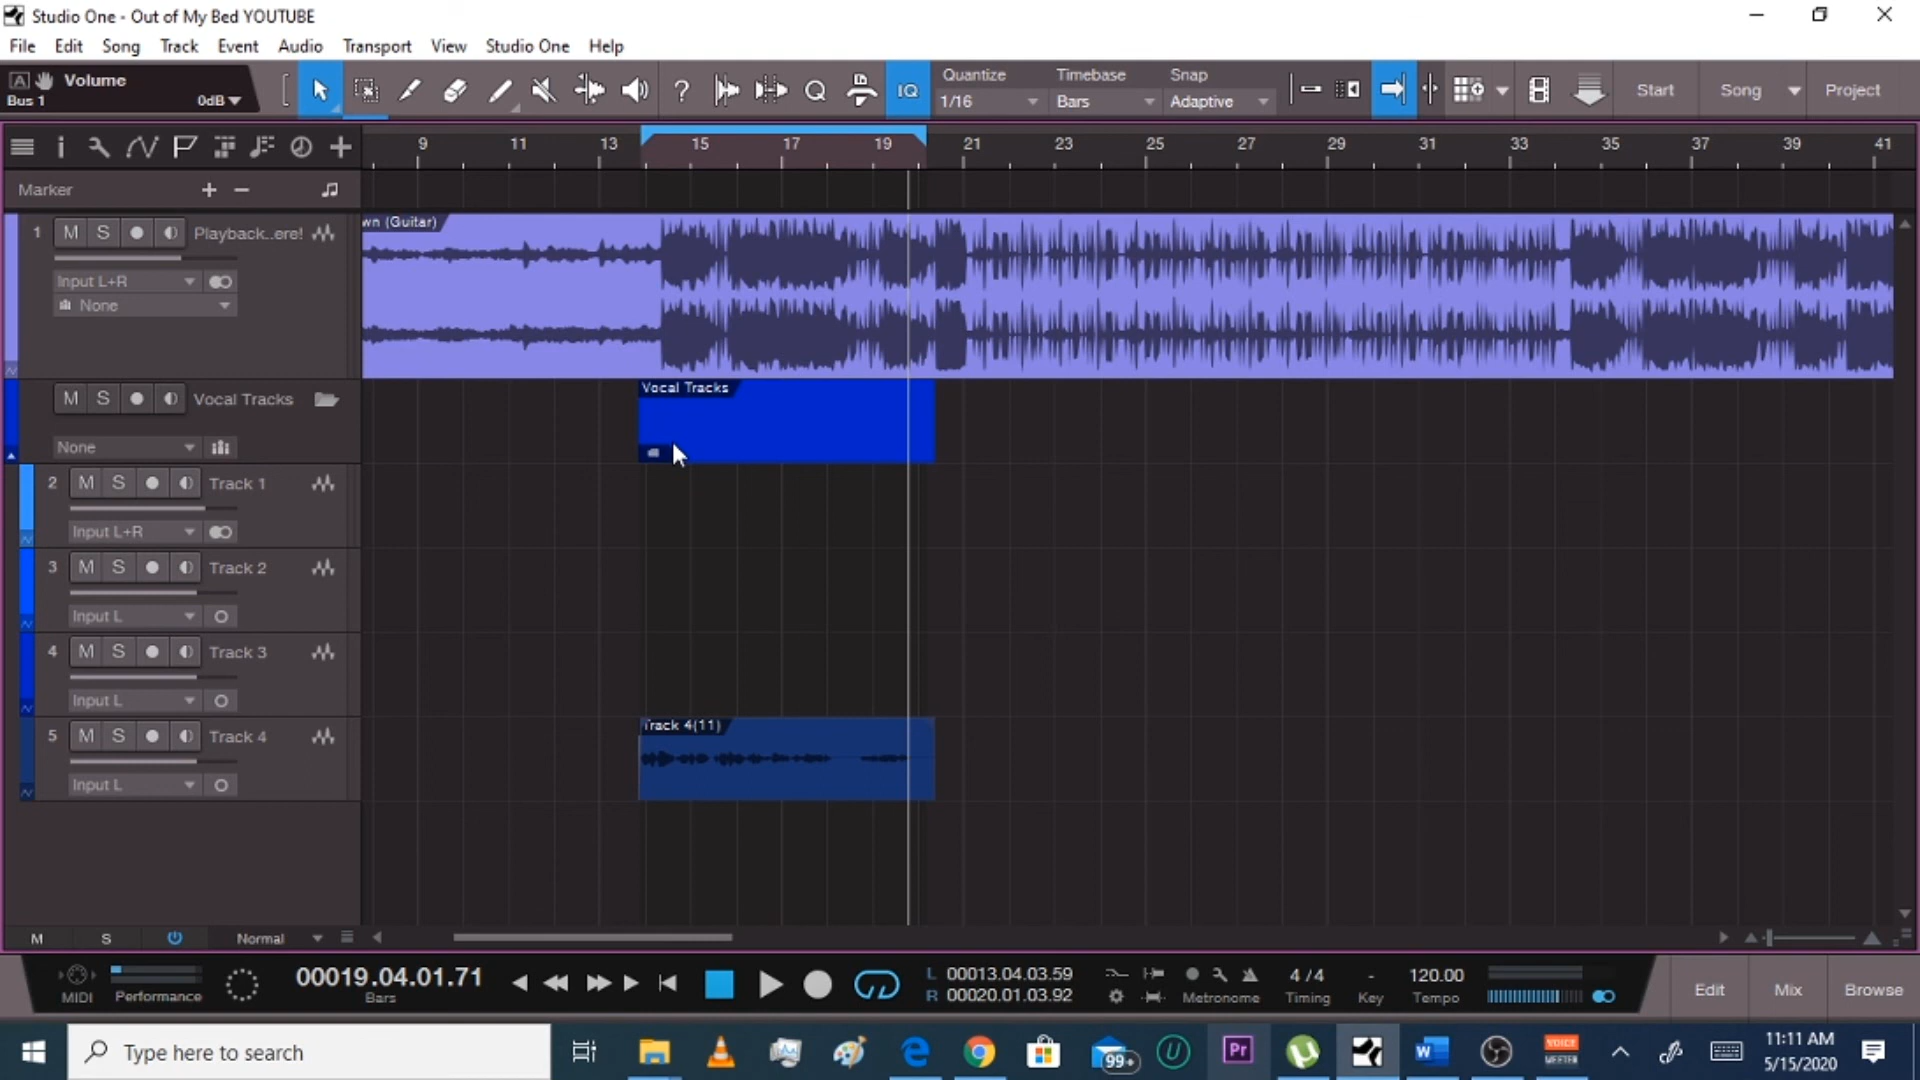 Studio One - Out of My Bed YOUTUBE
File Edit Song Track Event Audio Transport View Studio One Help
A Volume
Bus 1 0dB
? Q IQ
Quantize Timebase Snap
1/16 Bars Adaptive
Start Song Project
9 11 13 15 17 19 21 23 25 27 29 31 33 35 37 39 41
Marker
wn (Guitar)
1 M S Playback..ere!
Input L+R
None
Vocal Tracks
M S Vocal Tracks
None
2 M S Track 1
Input L+R
3 M S Track 2
Input L
4 M S Track 3
Input L
Track 4(11)
5 M S Track 4
Input L
M S Normal
MIDI Performance
00019.04.01.71
Bars
L 00013.04.03.59
R 00020.01.03.92
Metronome
4 / 4
Timing
-
Key
120.00
Tempo
Edit Mix Browse
Type here to search
99+
Pr
VOICE
MEETER
11:11 AM
5/15/2020